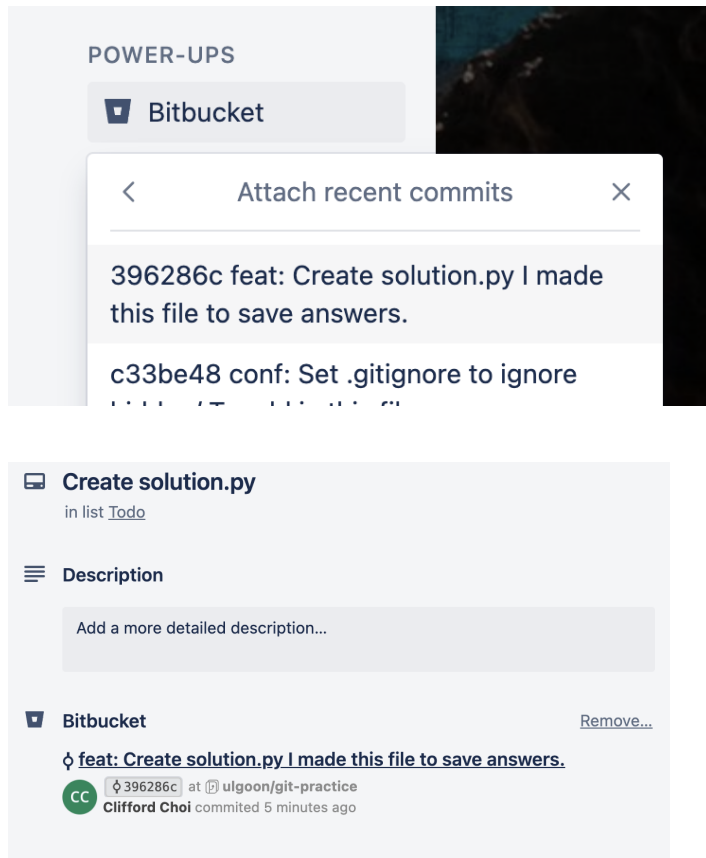 POWER-UPS
Bitbucket
Attach recent commits
396286c feat: Create solution.py I made
this file to save answers.
c33be48 conf: Set .gitignore to ignore
Create solution.py
in list Todo
Description
Add a more detailed description...
Bitbucket
Remove...
feat: Create solution.py I made this file to save answers.
CC
396286c at ulgoon/git-practice
Clifford Choi commited 5 minutes ago